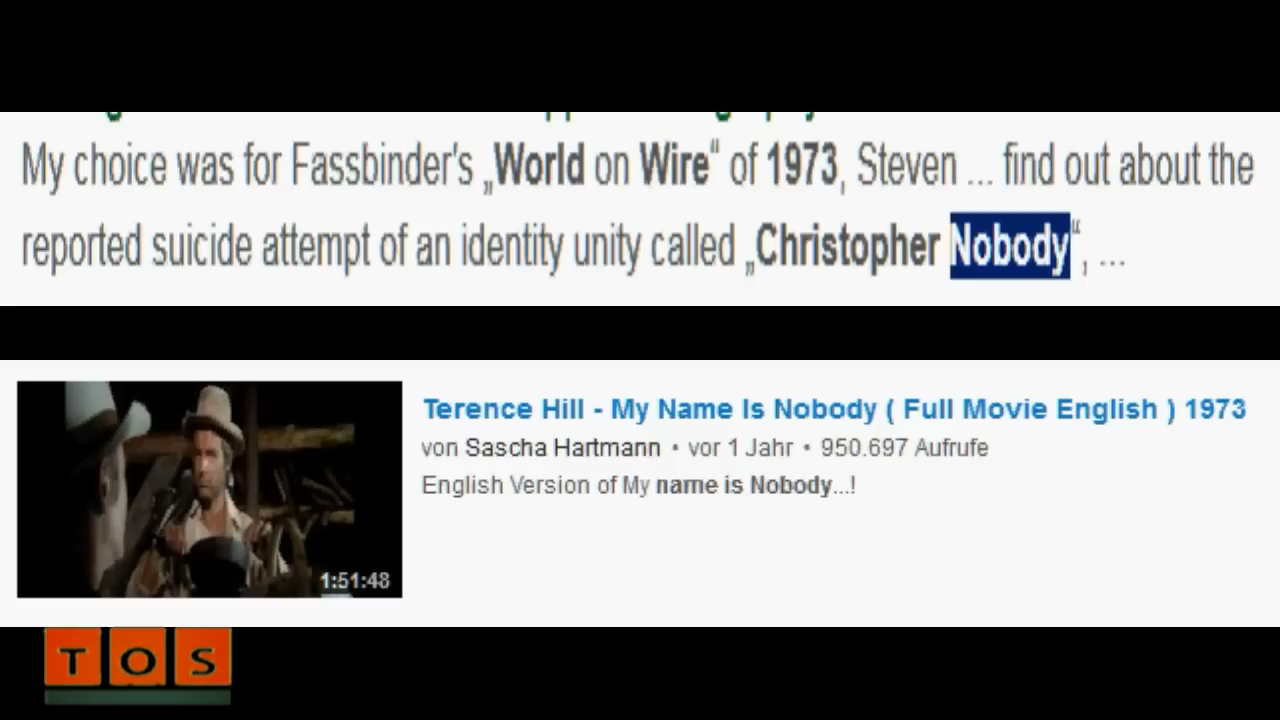 My choice was for Fassbinder's „World on Wire“ of 1973, Steven ... find out about the
reported suicide attempt of an identity unity called „Christopher Nobody“, ...
Terence Hill - My Name Is Nobody ( Full Movie English ) 1973
von Sascha Hartmann • vor 1 Jahr • 950.697 Aufrufe
English Version of My name is Nobody...!
1:51:48
TOS